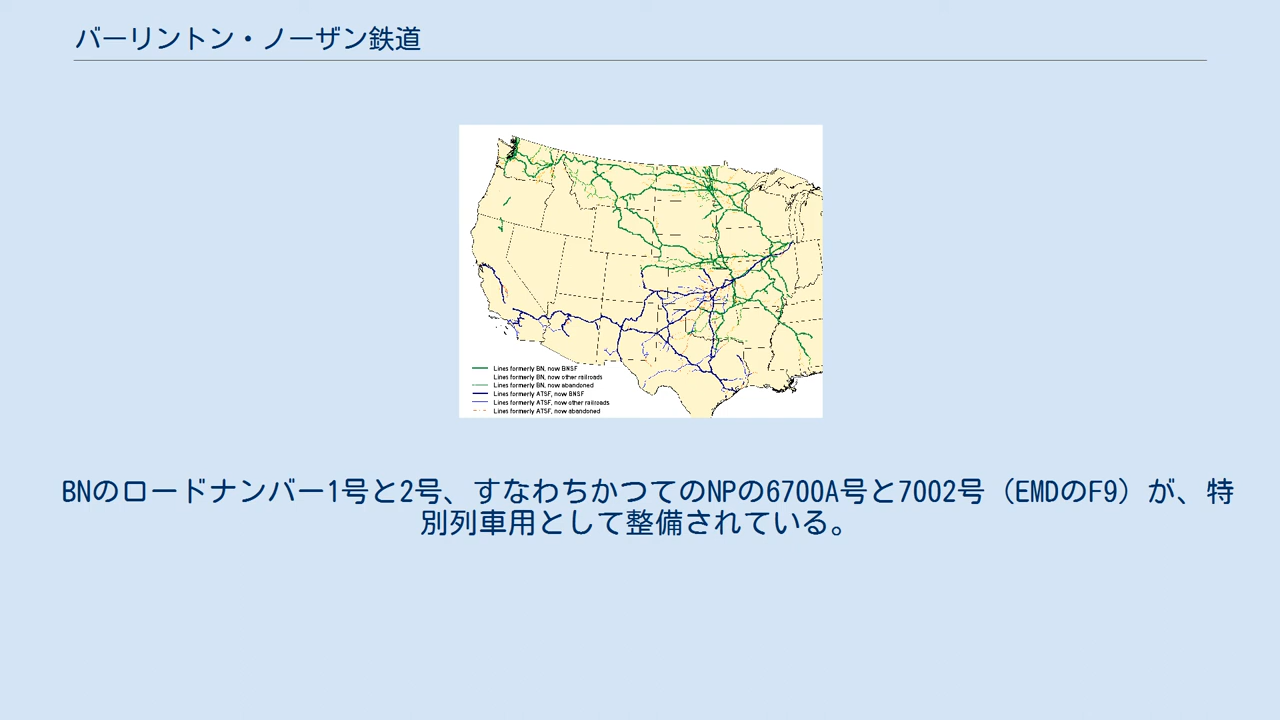 バーリントン・ノーザン鉄道
Lines formerly BN, now BNSF
Lines formerly BN, now other railroads
Lines formerly BN, now abandoned
Lines formerly ATSF, now BNSF
Lines formerly ATSF, now other railroads
Lines formerly ATSF, now abandoned
BNのロードナンバー1号と2号、すなわちかつてのNPの6700A号と7002号（EMDのF9）が、特
別列車用として整備されている。